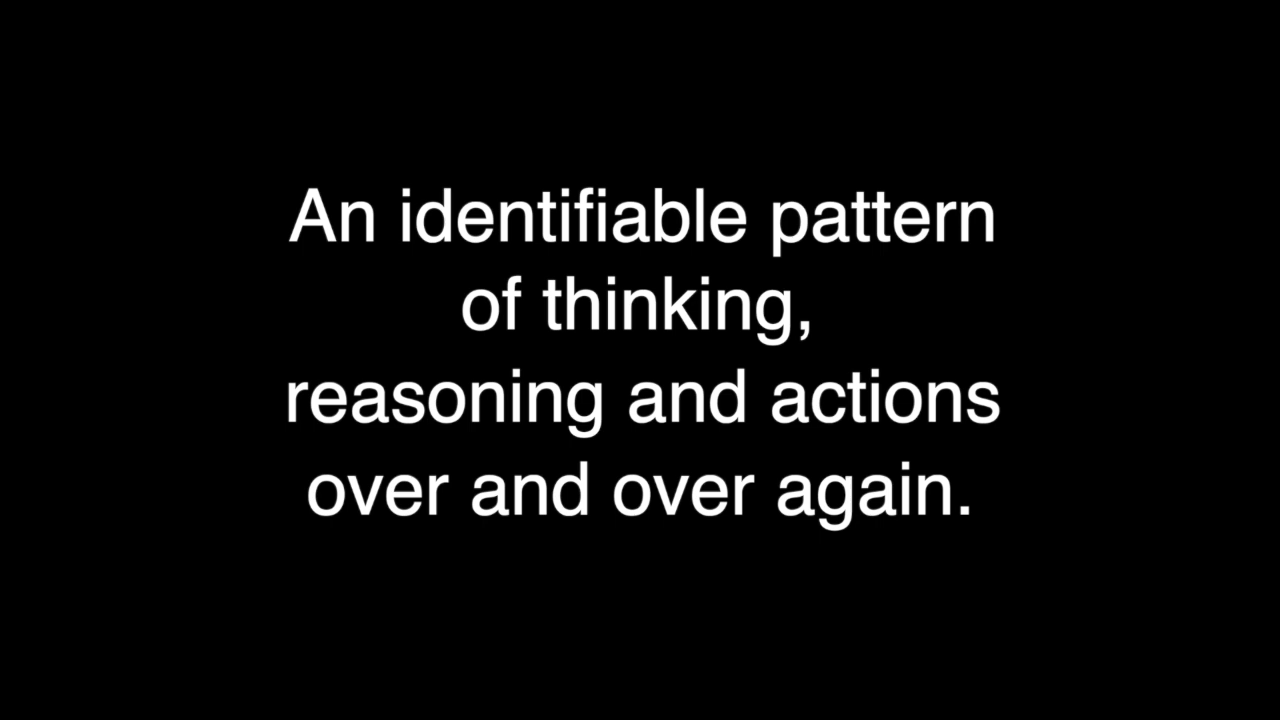 An identifiable pattern
of thinking,
reasoning and actions
over and over again.